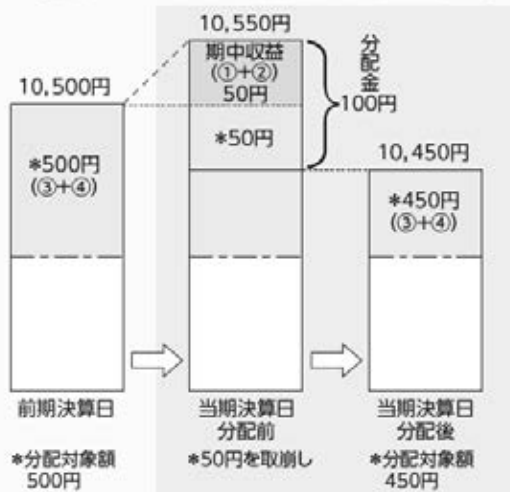 10,550円
期中収益
(①+②)
50円
分配金
100円
10,500円
*50円
*500円
(③+④)
10,450円
*450円
(③+④)
前期決算日
当期決算日
分配前
当期決算日
分配後
*分配対象額
500円
*50円を取崩し
*分配対象額
450円